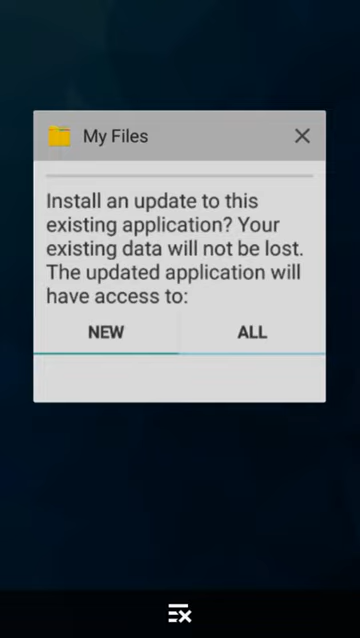 My Files
Install an update to this
existing application? Your
existing data will not be lost.
The updated application will
have access to:
NEW ALL